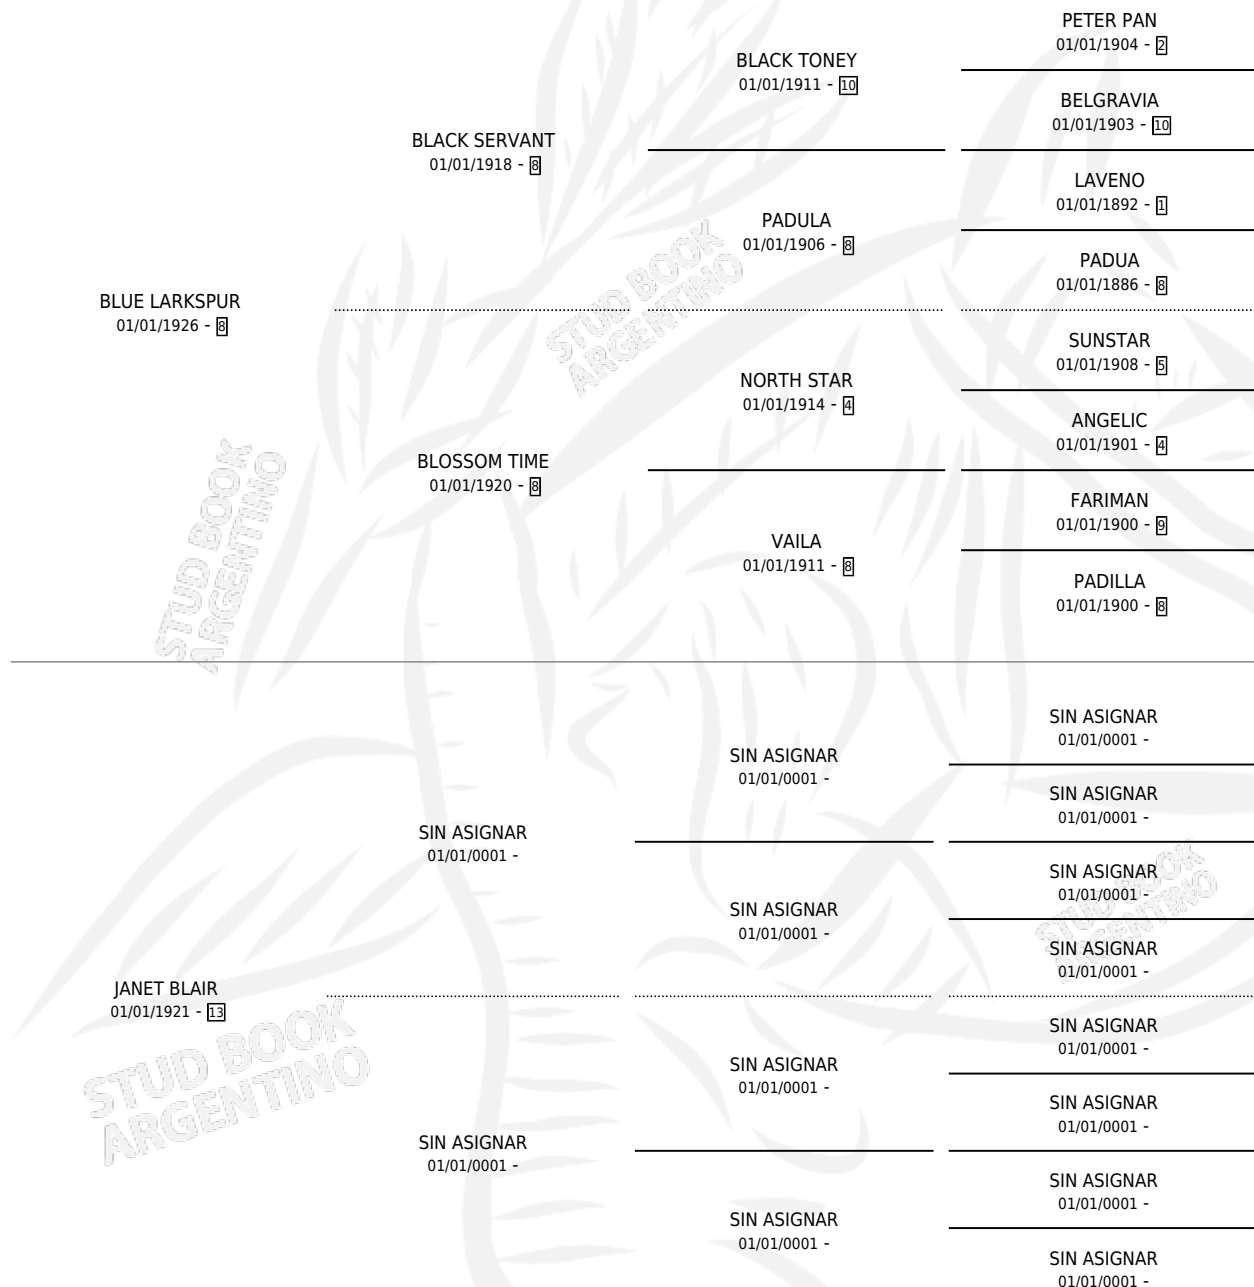 PETER PAN
01/01/1904 - 2
BLACK TONEY
01/01/1911 - 10
BELGRAVIA
01/01/1903 - 10
BLACK SERVANT
01/01/1918 - 8
LAVENO
01/01/1892 - 1
PADULA
01/01/1906 - 8
PADUA
01/01/1886 - 8
BLUE LARKSPUR
01/01/1926 - 8
SUNSTAR
01/01/1908 - 5
NORTH STAR
01/01/1914 - 4
ANGELIC
01/01/1901 - 4
BLOSSOM TIME
01/01/1920 - 8
FARIMAN
01/01/1900 - 9
VAILA
01/01/1911 - 8
PADILLA
01/01/1900 - 8
STUD BOOK
ARGENTINO
STUD BOOK
ARGENTINO
SIN ASIGNAR
01/01/0001 -
SIN ASIGNAR
01/01/0001 -
SIN ASIGNAR
01/01/0001 -
SIN ASIGNAR
01/01/0001 -
SIN ASIGNAR
01/01/0001 -
SIN ASIGNAR
01/01/0001 -
SIN ASIGNAR
01/01/0001 -
STUD BOOK
ARGENTINO
JANET BLAIR
01/01/1921 - 13
SIN ASIGNAR
01/01/0001 -
SIN ASIGNAR
01/01/0001 -
SIN ASIGNAR
01/01/0001 -
SIN ASIGNAR
01/01/0001 -
SIN ASIGNAR
01/01/0001 -
SIN ASIGNAR
01/01/0001 -
SIN ASIGNAR
01/01/0001 -
STUD BOOK
ARGENTINO